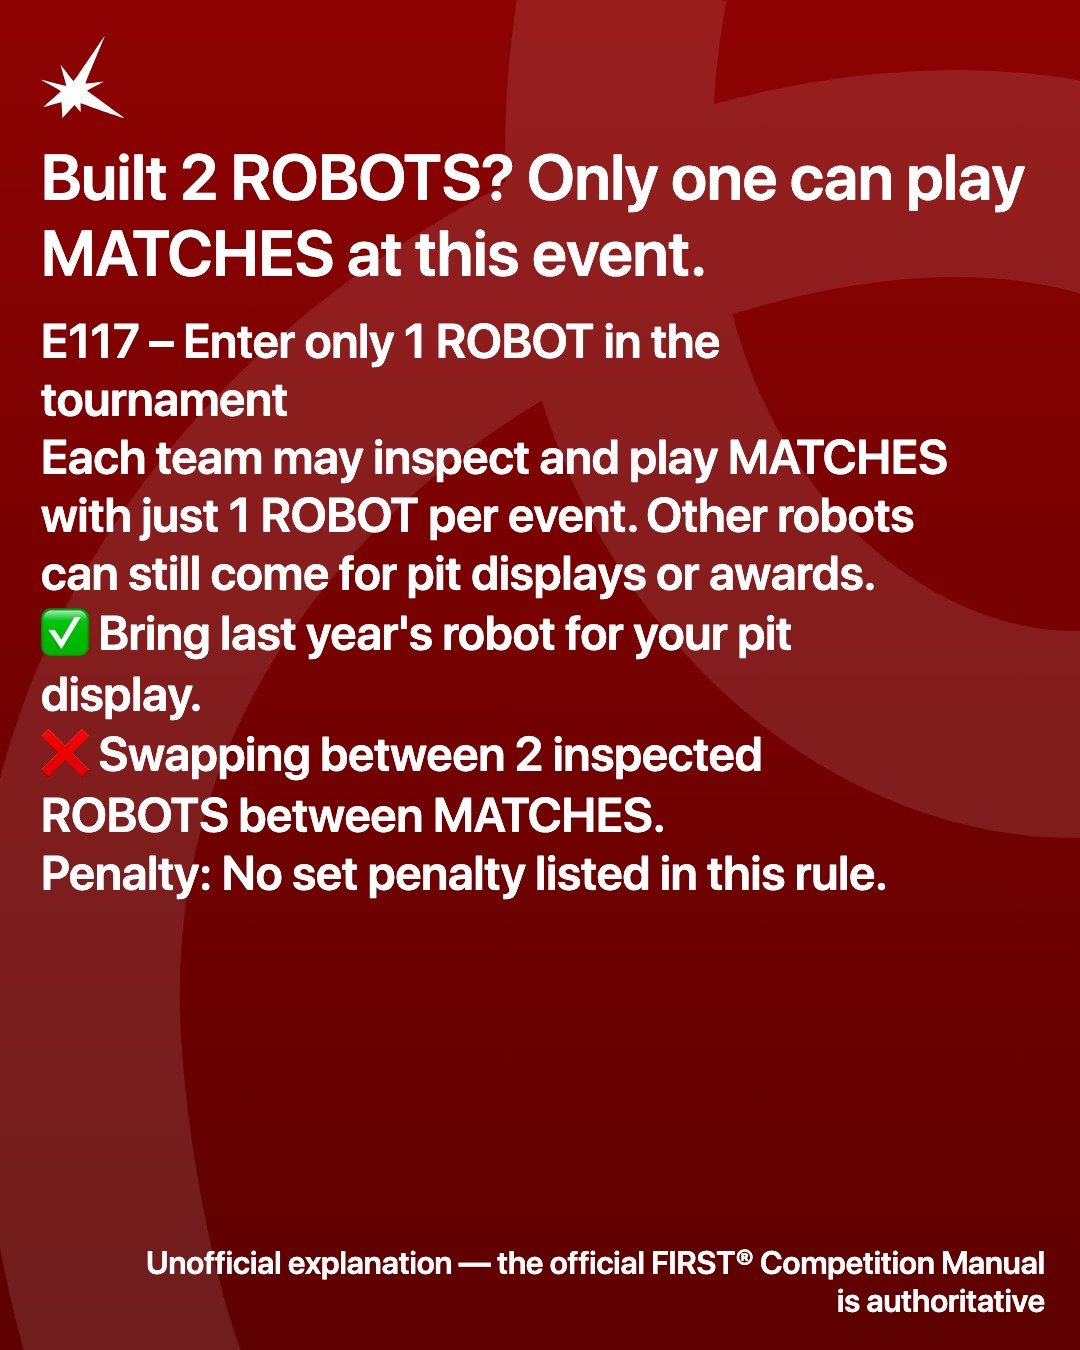 Built 2 ROBOTS? Only one can play
MATCHES at this event.
E117 – Enter only 1 ROBOT in the
tournament
Each team may inspect and play MATCHES
with just 1 ROBOT per event. Other robots
can still come for pit displays or awards.
✅ Bring last year's robot for your pit
display.
❌ Swapping between 2 inspected
ROBOTS between MATCHES.
Penalty: No set penalty listed in this rule.
Unofficial explanation — the official FIRST® Competition Manual
is authoritative